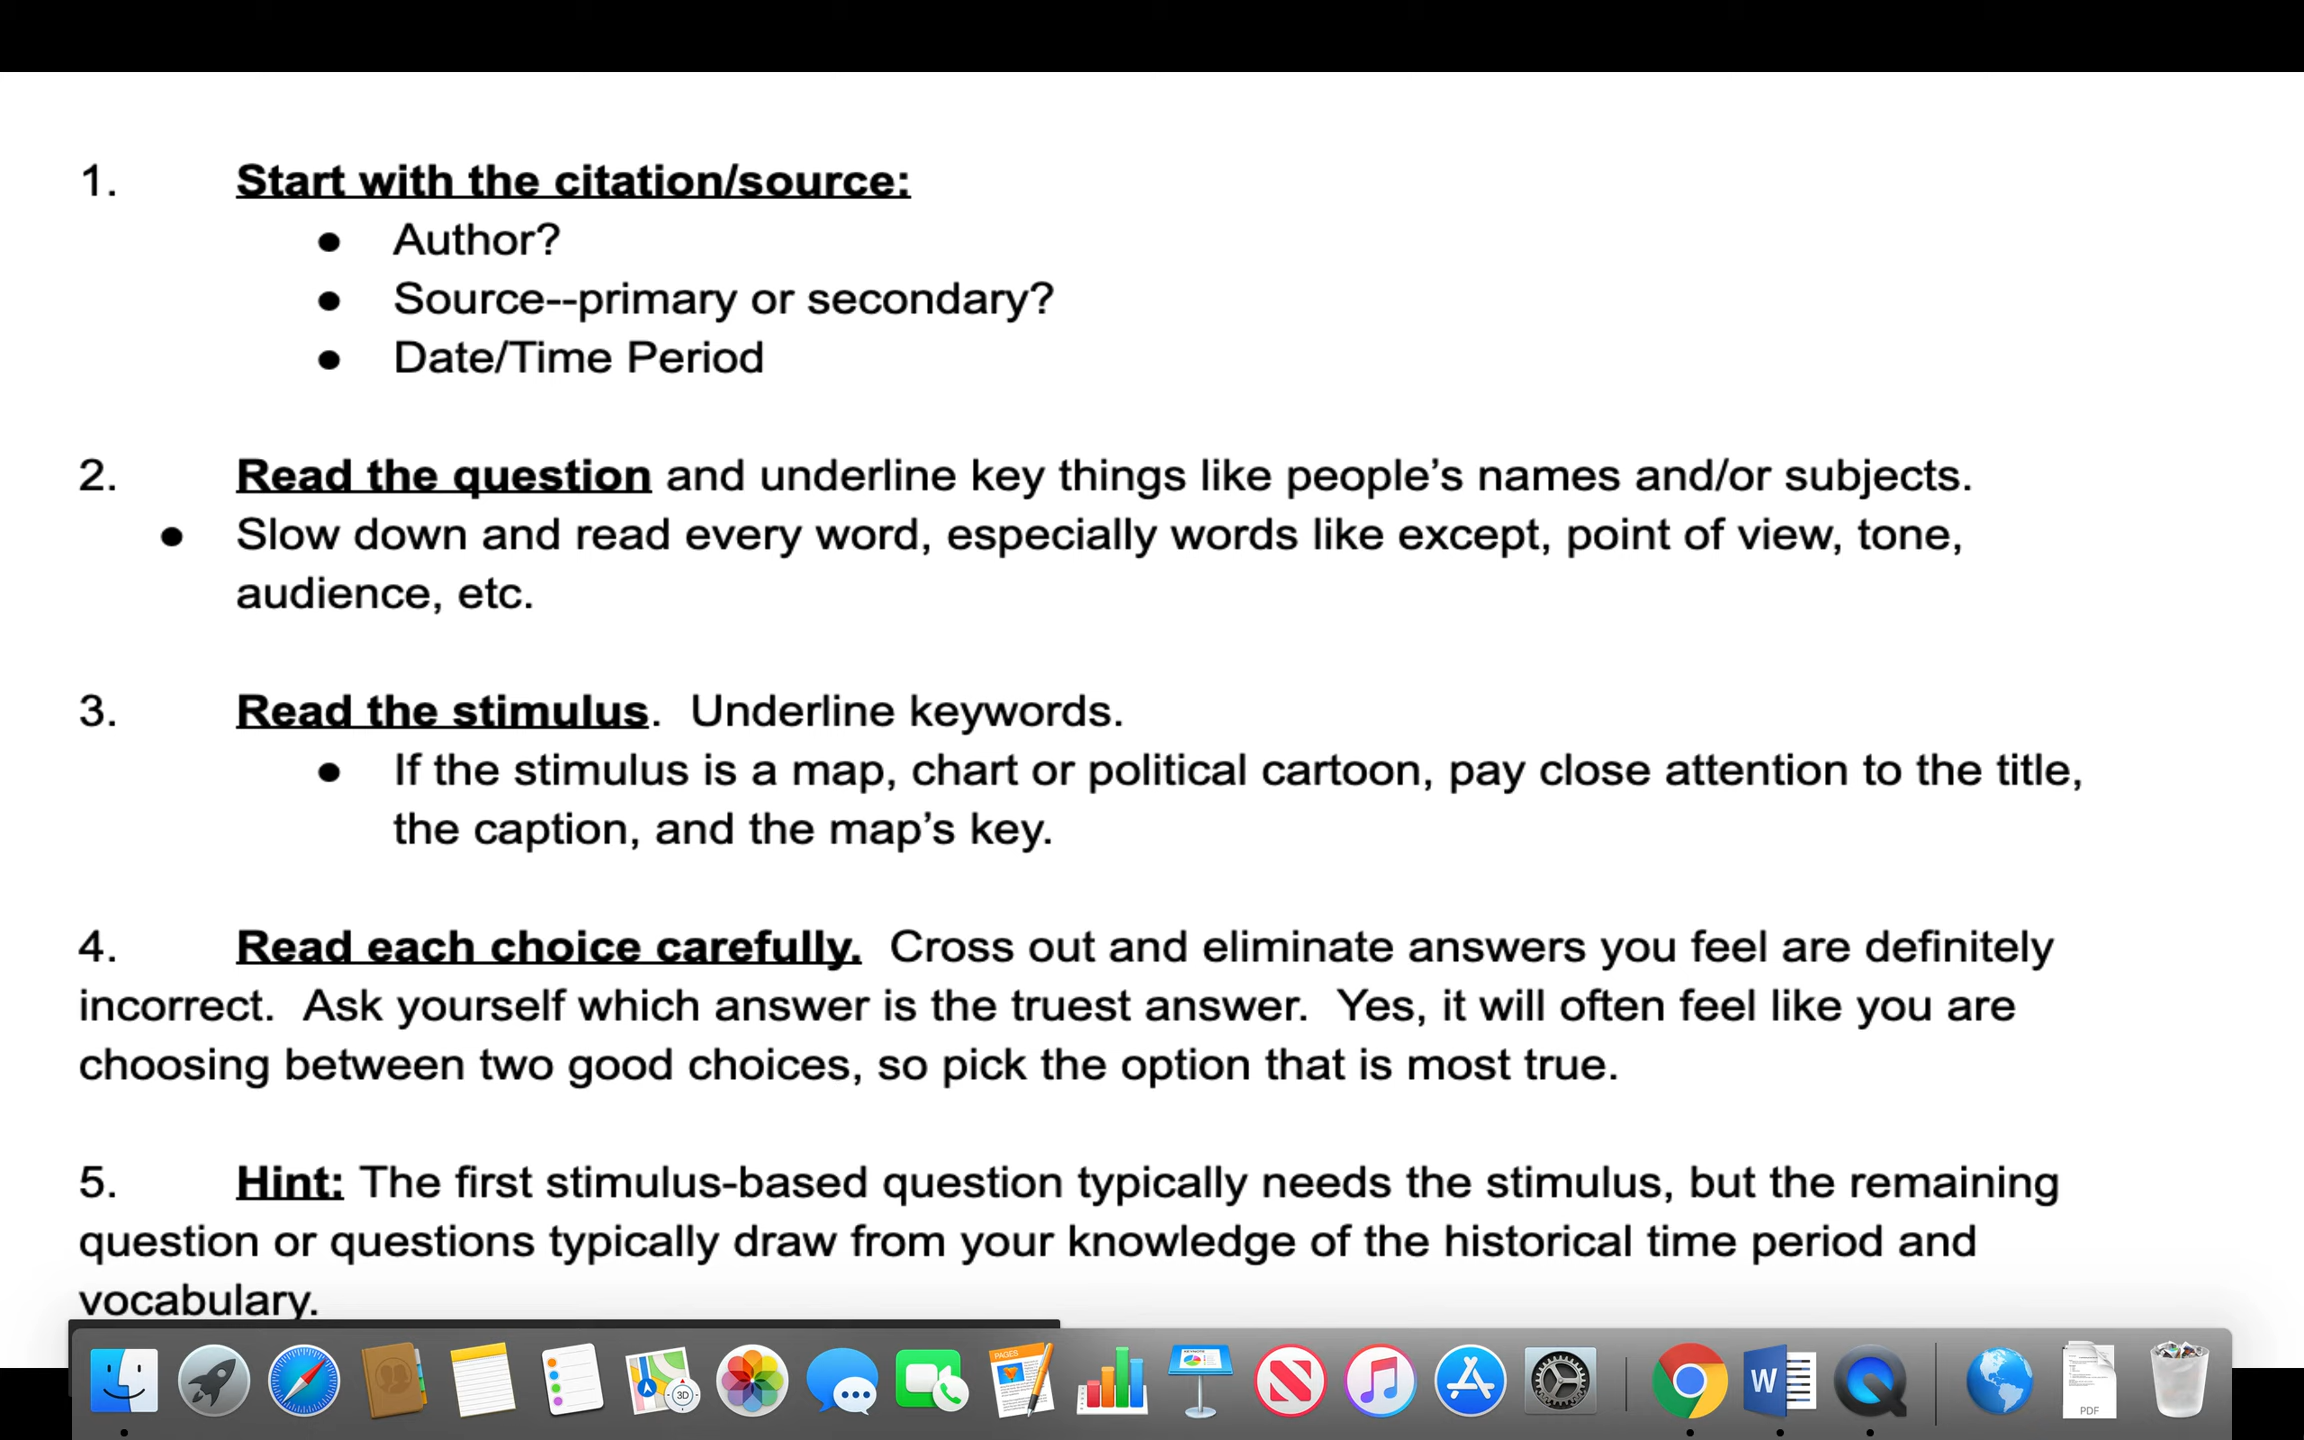 1. Start with the citation/source:
● Author?
● Source--primary or secondary?
● Date/Time Period
2. Read the question and underline key things like people’s names and/or subjects.
● Slow down and read every word, especially words like except, point of view, tone,
audience, etc.
3. Read the stimulus.  Underline keywords.
● If the stimulus is a map, chart or political cartoon, pay close attention to the title,
the caption, and the map’s key.
4. Read each choice carefully.  Cross out and eliminate answers you feel are definitely
incorrect.  Ask yourself which answer is the truest answer.  Yes, it will often feel like you are
choosing between two good choices, so pick the option that is most true.
5. Hint: The first stimulus-based question typically needs the stimulus, but the remaining
question or questions typically draw from your knowledge of the historical time period and
vocabulary.
3D
PAGES
KEYNOTE
W
PDF